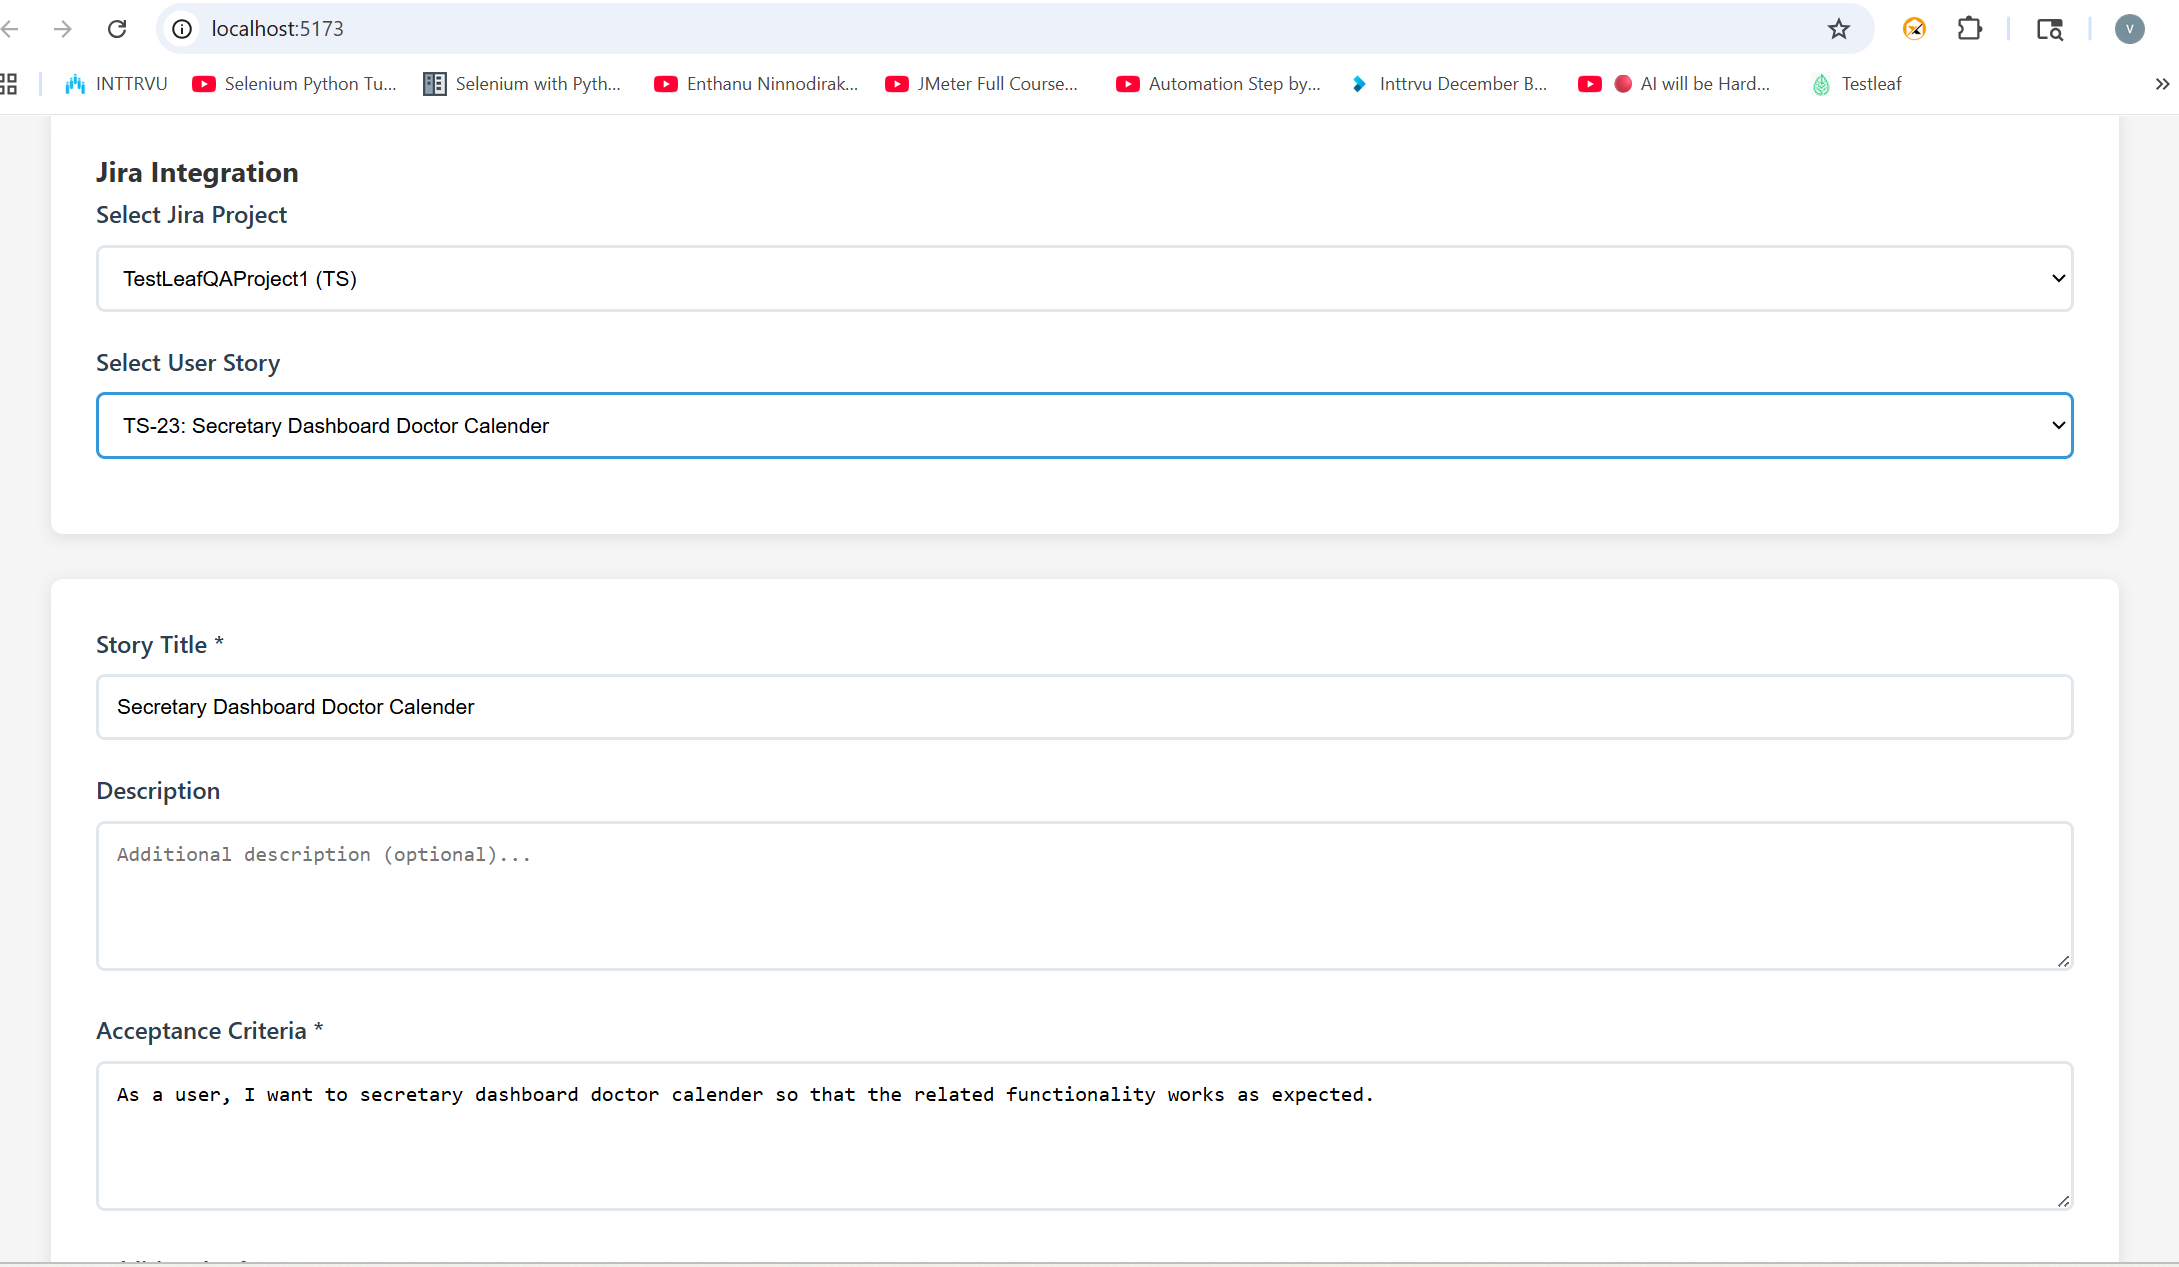 localhost:5173
V
INTTRVU
Selenium Python Tu...
Selenium with Pyth...
Enthanu Ninnodirak...
JMeter Full Course...
Automation Step by...
Inttrvu December B...
AI will be Hard...
Testleaf
Jira Integration
Select Jira Project
TestLeafQAProject1 (TS)
Select User Story
TS-23: Secretary Dashboard Doctor Calender
Story Title *
Secretary Dashboard Doctor Calender
Description
Additional description (optional)...
Acceptance Criteria *
As a user, I want to secretary dashboard doctor calender so that the related functionality works as expected.